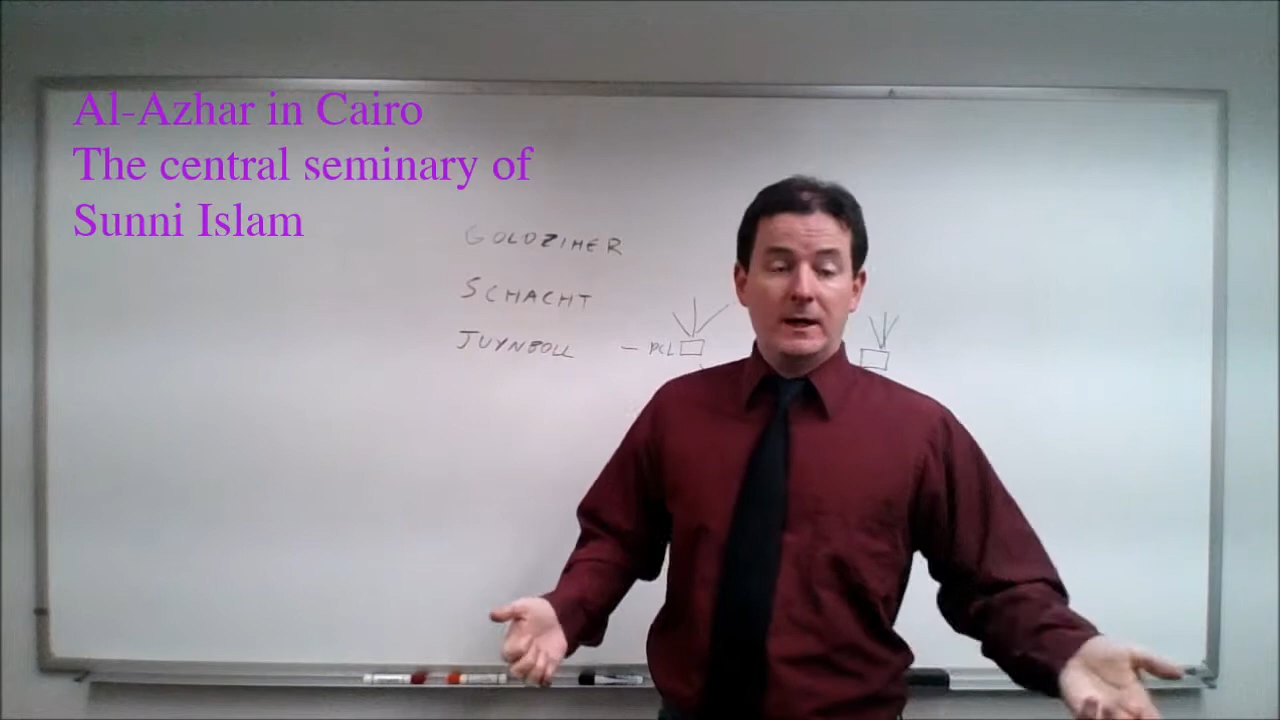 Al-Azhar in Cairo
The central seminary of
Sunni Islam
GOLDZIHER
SCHACHT
JUYNBOLL — PCL